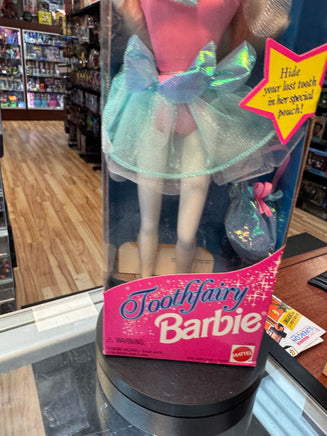 Hide
your lost tooth
in her special
pouch!
Toothfairy
Barbie®
⚠ WARNING:
MATTEL